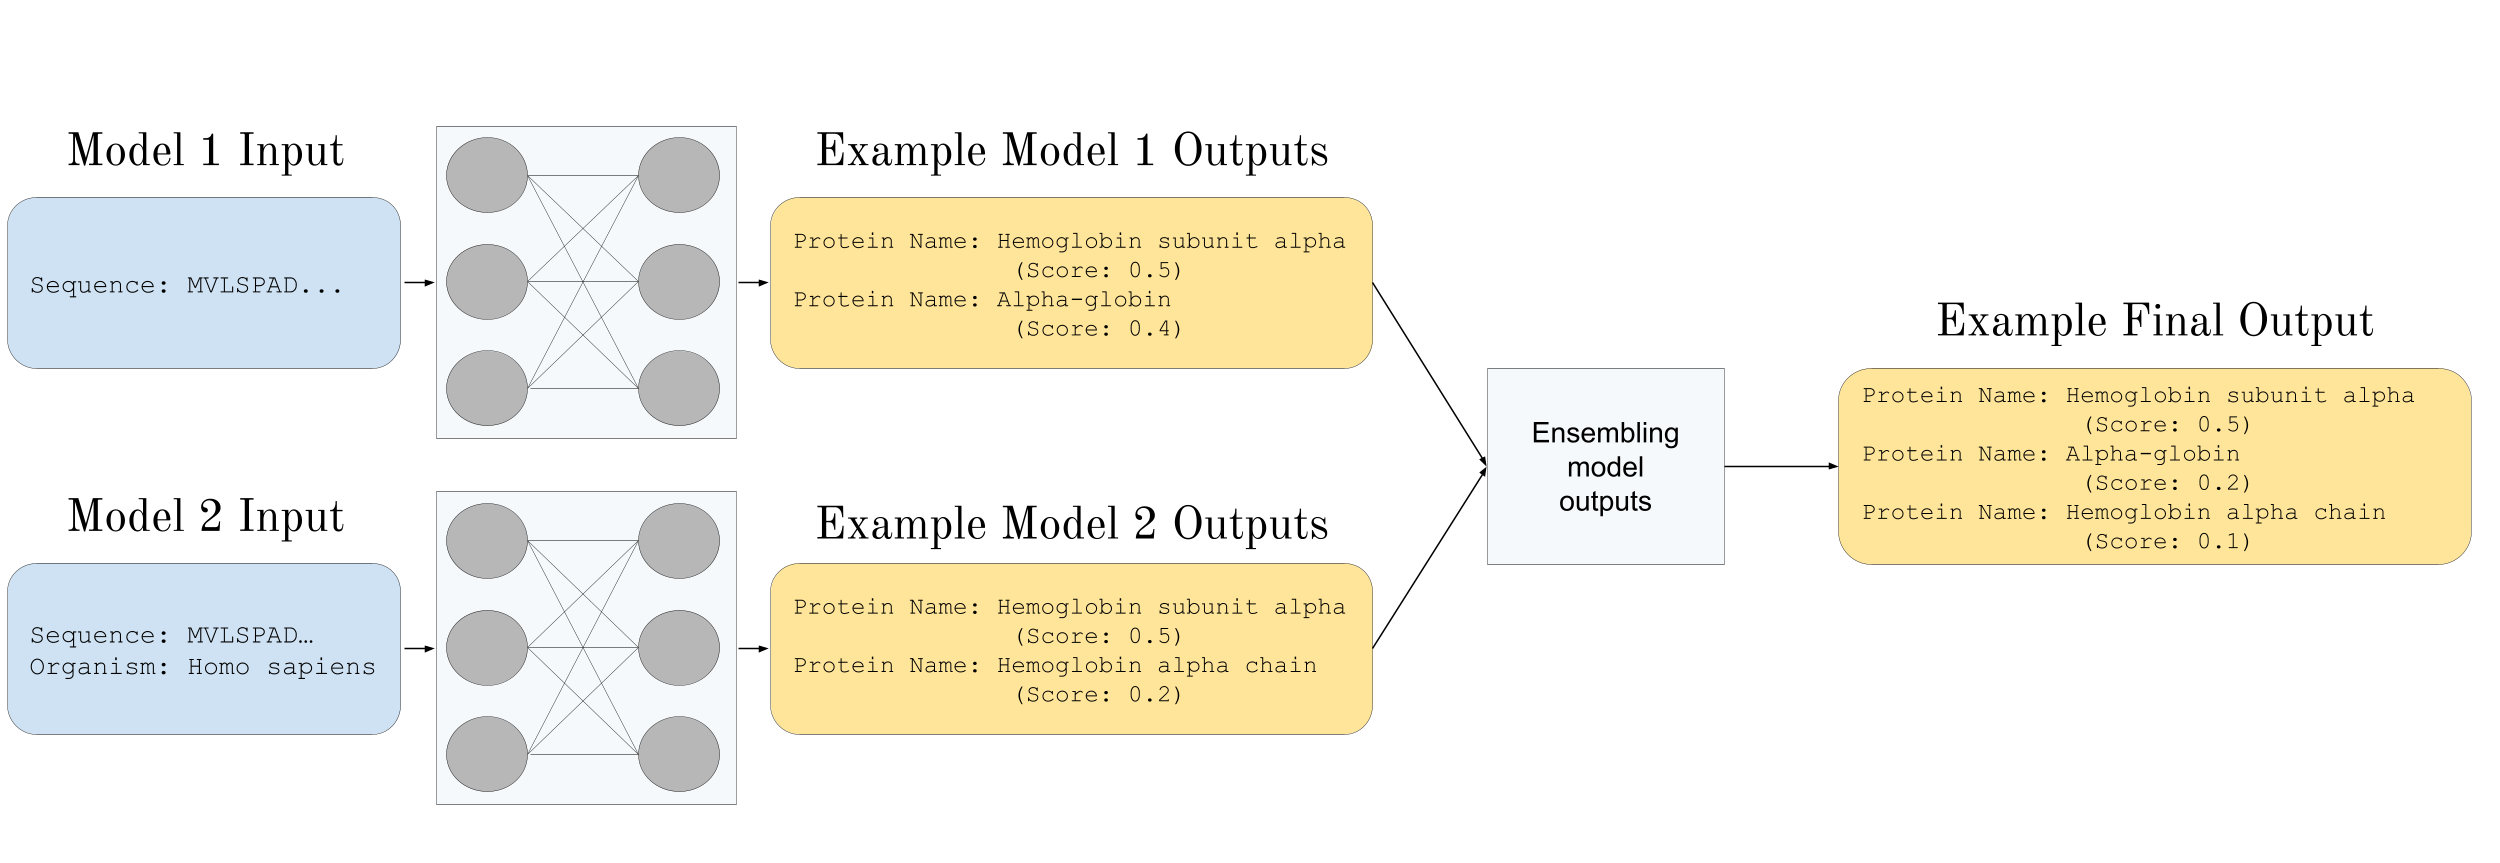 Model 1 Input
Sequence: MVLSPAD...
Example Model 1 Outputs
Protein Name: Hemoglobin subunit alpha
(Score: 0.5)
Protein Name: Alpha-globin
(Score: 0.4)
Model 2 Input
Sequence: MVLSPAD…
Organism: Homo sapiens
Example Model 2 Outputs
Protein Name: Hemoglobin subunit alpha
(Score: 0.5)
Protein Name: Hemoglobin alpha chain
(Score: 0.2)
Ensembling
model
outputs
Example Final Output
Protein Name: Hemoglobin subunit alpha
(Score: 0.5)
Protein Name: Alpha-globin
(Score: 0.2)
Protein Name: Hemoglobin alpha chain
(Score: 0.1)